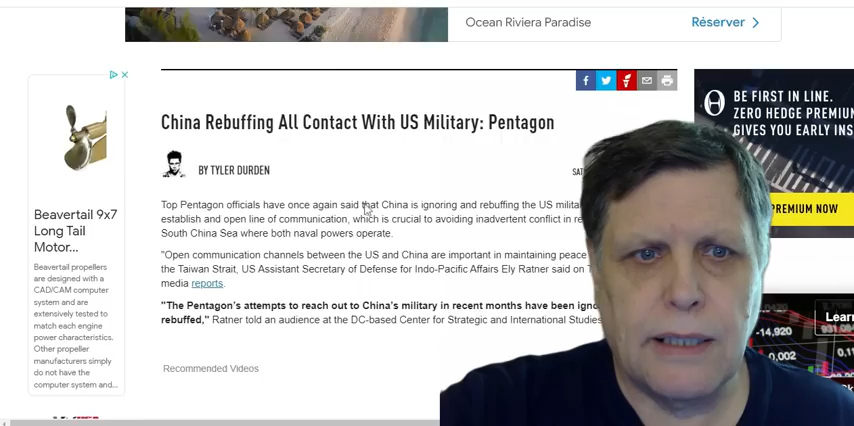 Ocean Riviera Paradise
Réserver
China Rebuffing All Contact With US Military: Pentagon
BY TYLER DURDEN
SAT
Top Pentagon officials have once again said that China is ignoring and rebuffing the US milita
establish and open line of communication, which is crucial to avoiding inadvertent conflict in re
South China Sea where both naval powers operate.
"Open communication channels between the US and China are important in maintaining peace
the Taiwan Strait, US Assistant Secretary of Defense for Indo-Pacific Affairs Ely Ratner said on T
media reports.
"The Pentagon's attempts to reach out to China's military in recent months have been igno
rebuffed," Ratner told an audience at the DC-based Center for Strategic and International Studies
Recommended Videos
Beavertail 9x7
Long Tail
Motor...
Beavertail propellers
are designed with a
CAD/CAM computer
system and are
extensively tested to
match each engine
power characteristics.
Other propeller
manufacturers simply
do not have the
computer system and...
BE FIRST IN LINE.
ZERO HEDGE PREMIUM
GIVES YOU EARLY INS
PREMIUM NOW
Learn
-14,920
931.0
0,002